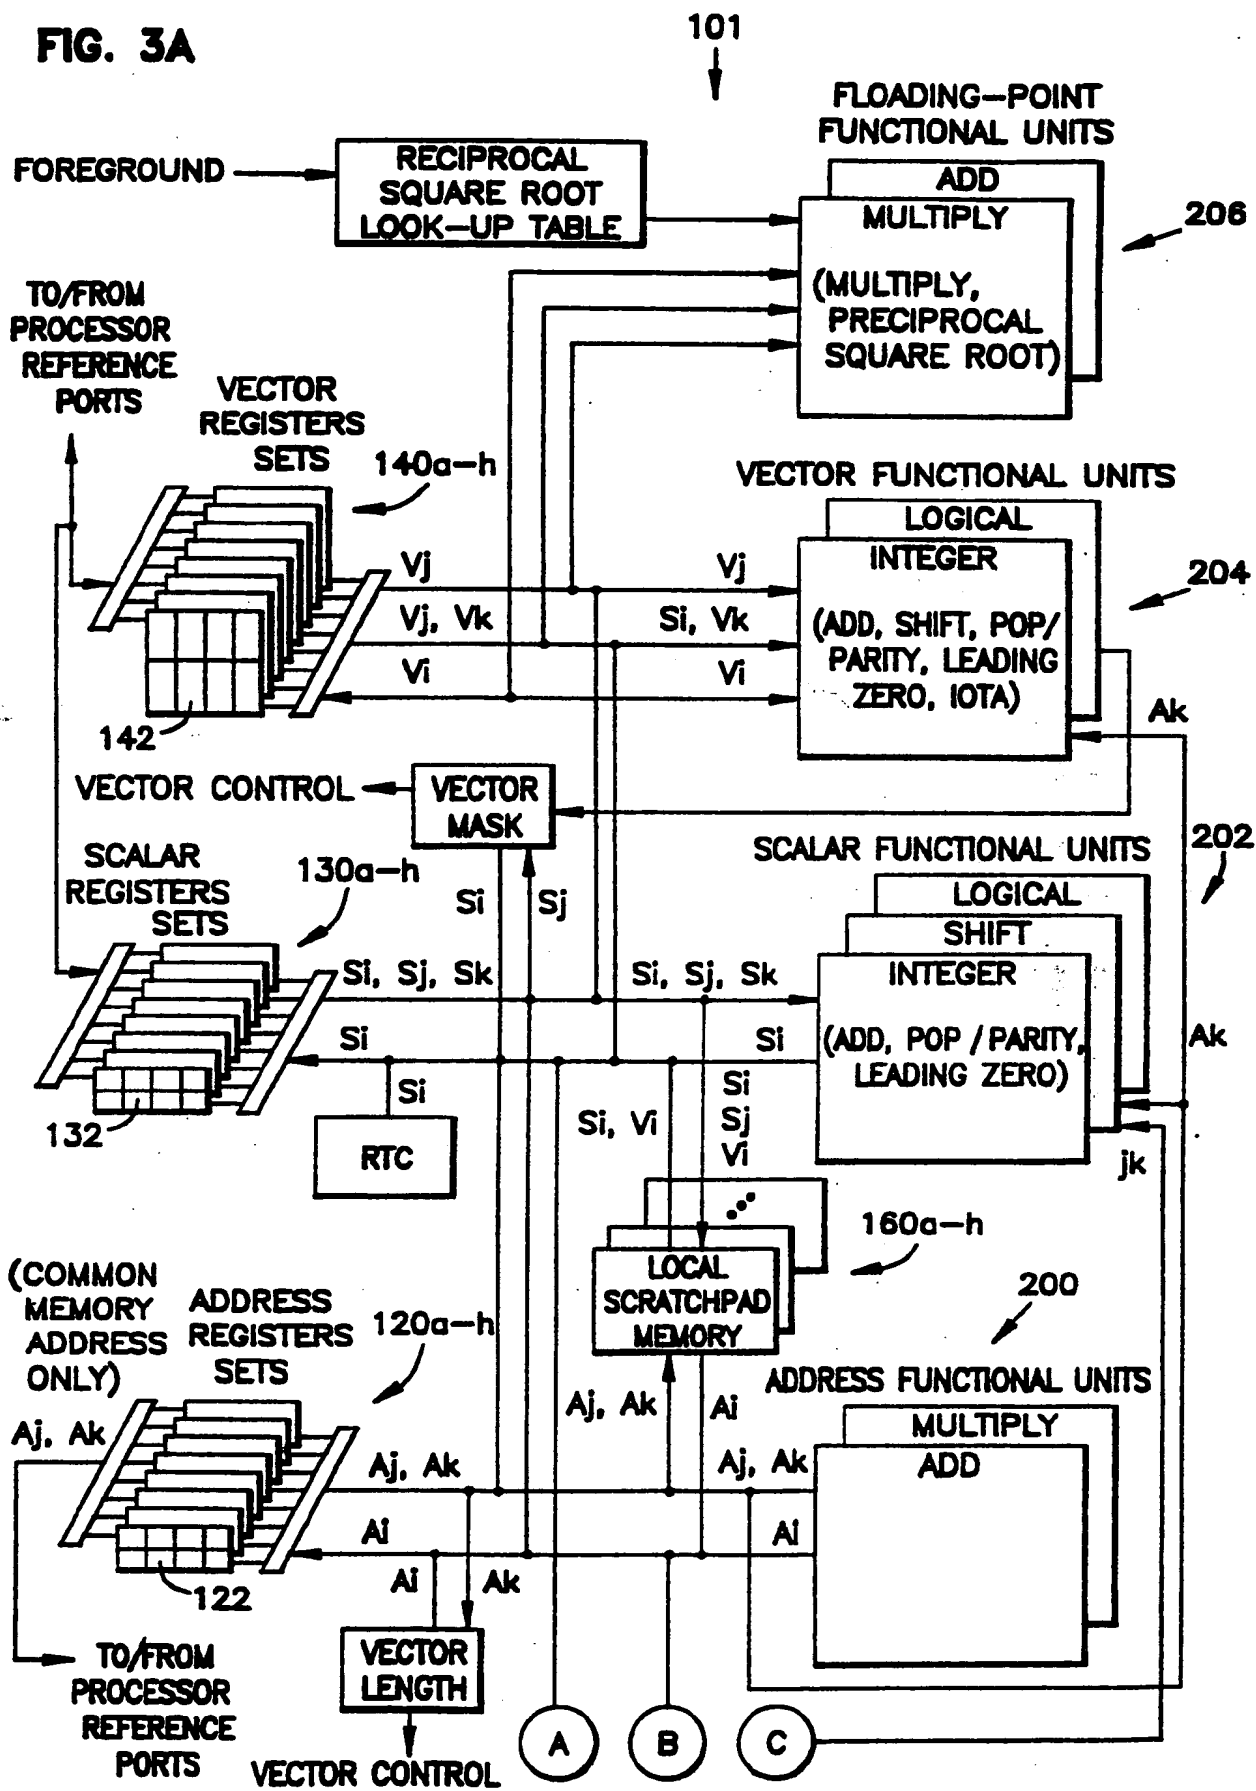 FIG. 3A
101
FLOADING-POINT
FUNCTIONAL UNITS
FOREGROUND
RECIPROCAL
SQUARE ROOT
LOOK-UP TABLE
ADD
MULTIPLY
(MULTIPLY,
PRECIPROCAL
SQUARE ROOT)
206
TO/FROM
PROCESSOR
REFERENCE
PORTS
VECTOR
REGISTERS
SETS
140a-h
142
VECTOR FUNCTIONAL UNITS
LOGICAL
INTEGER
(ADD, SHIFT, POP/
PARITY, LEADING
ZERO, IOTA)
204
Vj
Vj
Vj, Vk
Si, Vk
Vi
Vi
Ak
VECTOR CONTROL
VECTOR
MASK
SCALAR
REGISTERS
SETS
130a-h
132
Si
Sj
SCALAR FUNCTIONAL UNITS
202
LOGICAL
SHIFT
INTEGER
(ADD, POP / PARITY,
LEADING ZERO)
Si, Sj, Sk
Si, Sj, Sk
Si
Si
Ak
Si
RTC
Si, Vi
Si
Sj
Vi
jk
LOCAL
SCRATCHPAD
MEMORY
160a-h
(COMMON
MEMORY
ADDRESS
ONLY)
ADDRESS
REGISTERS
SETS
120a-h
122
200
ADDRESS FUNCTIONAL UNITS
MULTIPLY
ADD
Aj, Ak
Aj, Ak
Ai
Aj, Ak
Aj, Ak
Ai
Ai
Ai
Ak
TO/FROM
PROCESSOR
REFERENCE
PORTS
VECTOR
LENGTH
VECTOR CONTROL
A
B
C